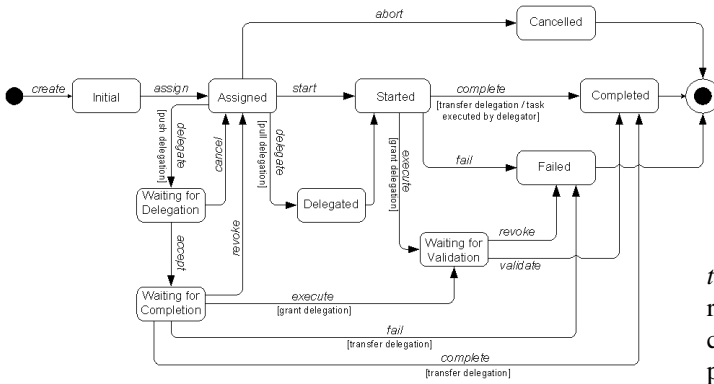 abort
Cancelled
create
Initial
assign
Assigned
start
Started
complete
[transfer delegation / task
executed by delegator]
Completed
delegate
[push delegation]
cancel
delegate
[pull delegation]
execute
[grant delegation]
fail
Failed
Waiting for
Delegation
Delegated
accept
revoke
Waiting for
Validation
revoke
validate
Waiting for
Completion
execute
[grant delegation]
fail
[transfer delegation]
complete
[transfer delegation]